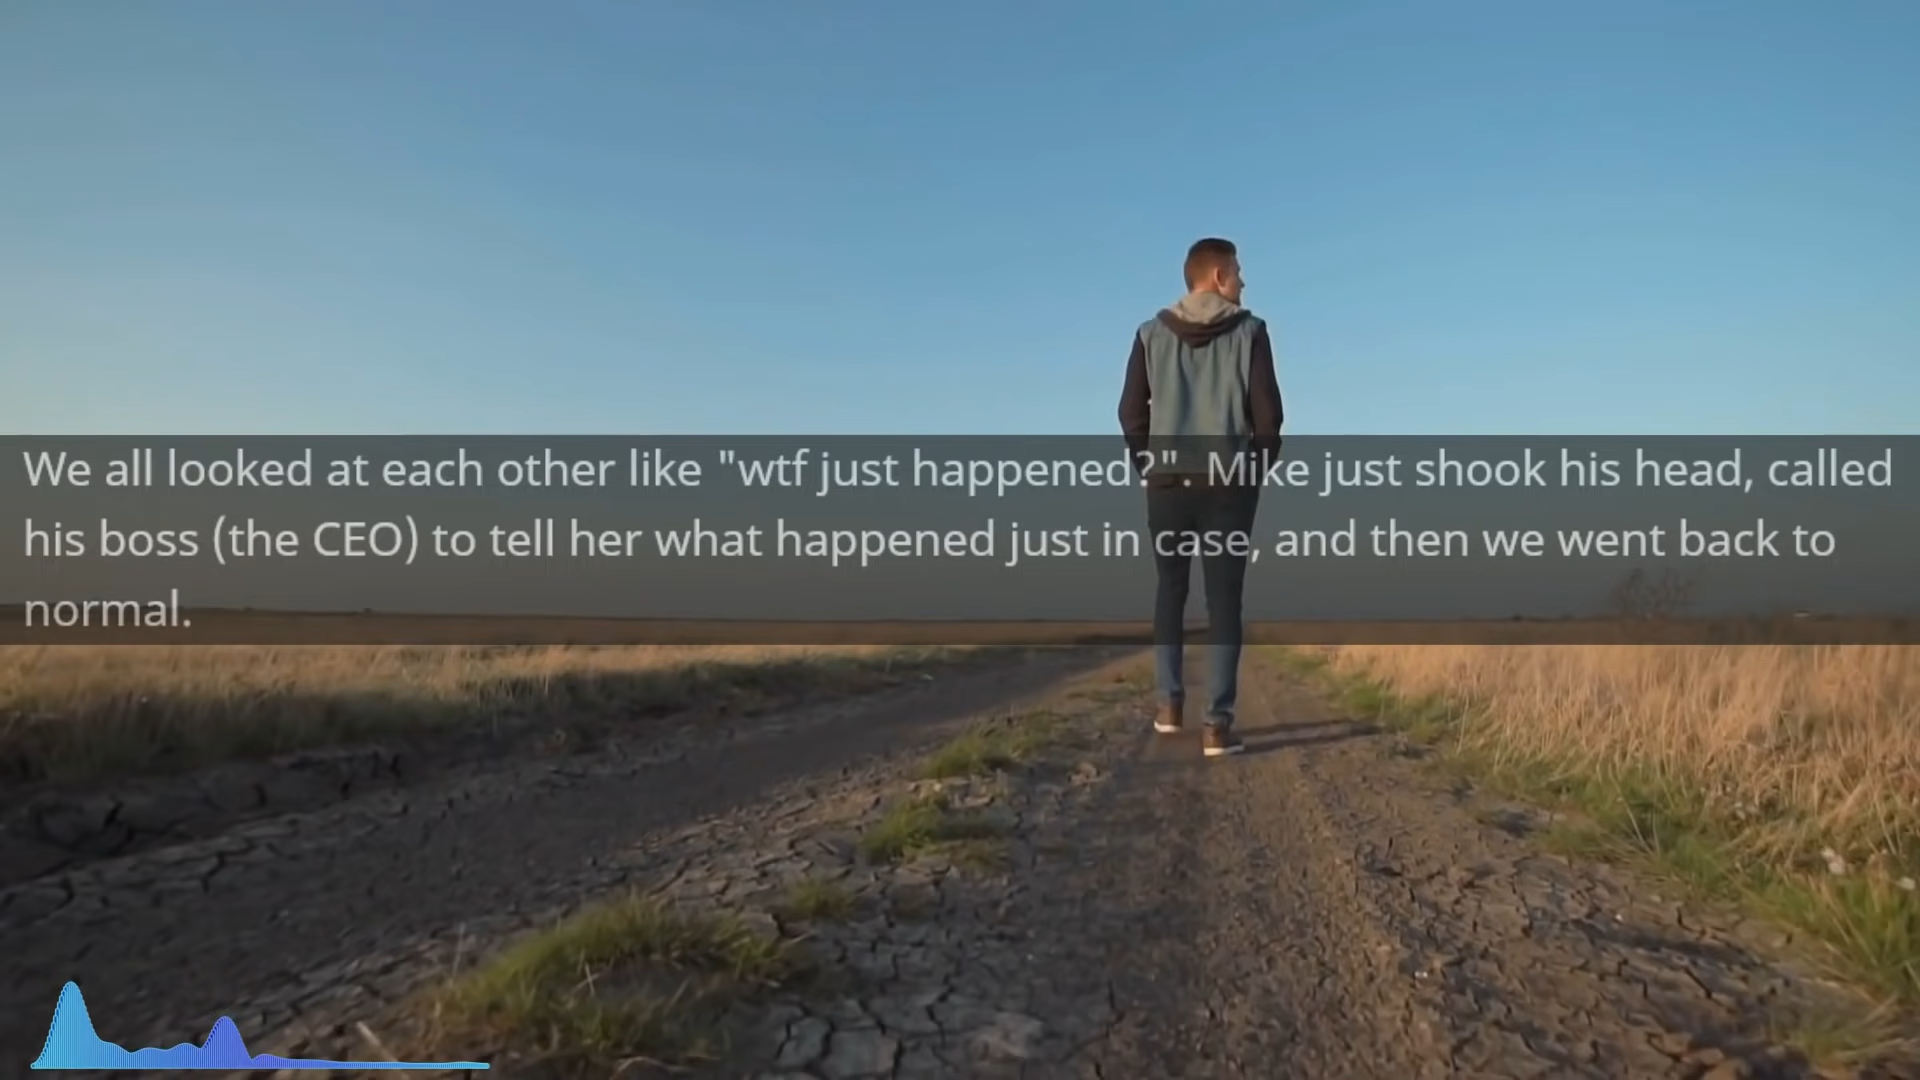 We all looked at each other like "wtf just happened?". Mike just shook his head, called
his boss (the CEO) to tell her what happened just in case, and then we went back to
normal.